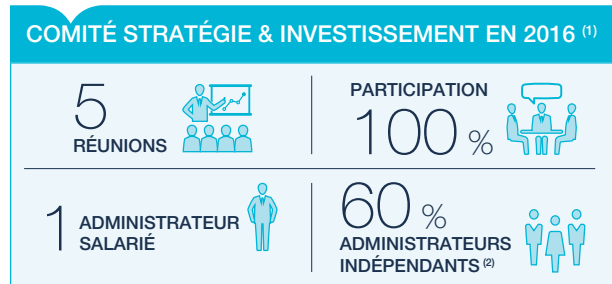 COMITÉ STRATÉGIE & INVESTISSEMENT EN 2016 (1)
5
RÉUNIONS
PARTICIPATION
100 %
1 ADMINISTRATEUR
SALARIÉ
60 %
ADMINISTRATEURS
INDÉPENDANTS (2)